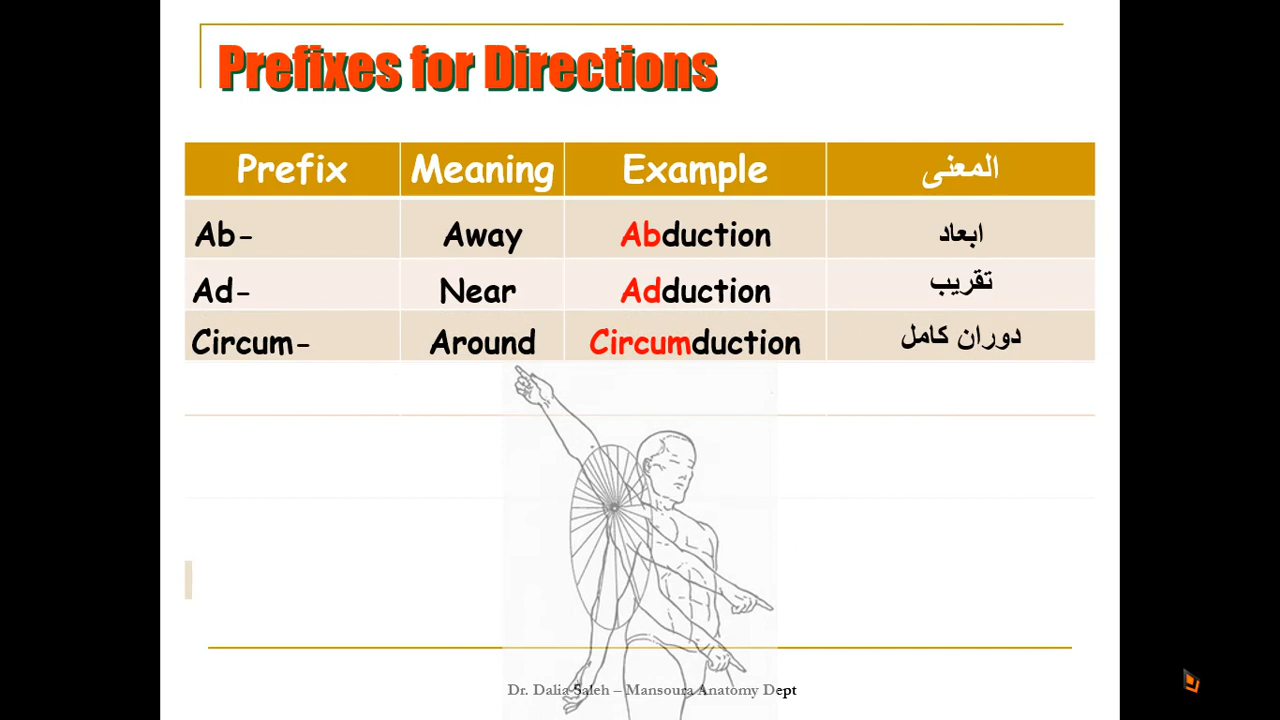 Prefixes for Directions
Prefix Meaning Example المعنى
Ab- Away Abduction ابعاد
Ad- Near Adduction تقريب
Circum- Around Circumduction دوران كامل
Dr. Dalia Saleh – Mansoura Anatomy Dept